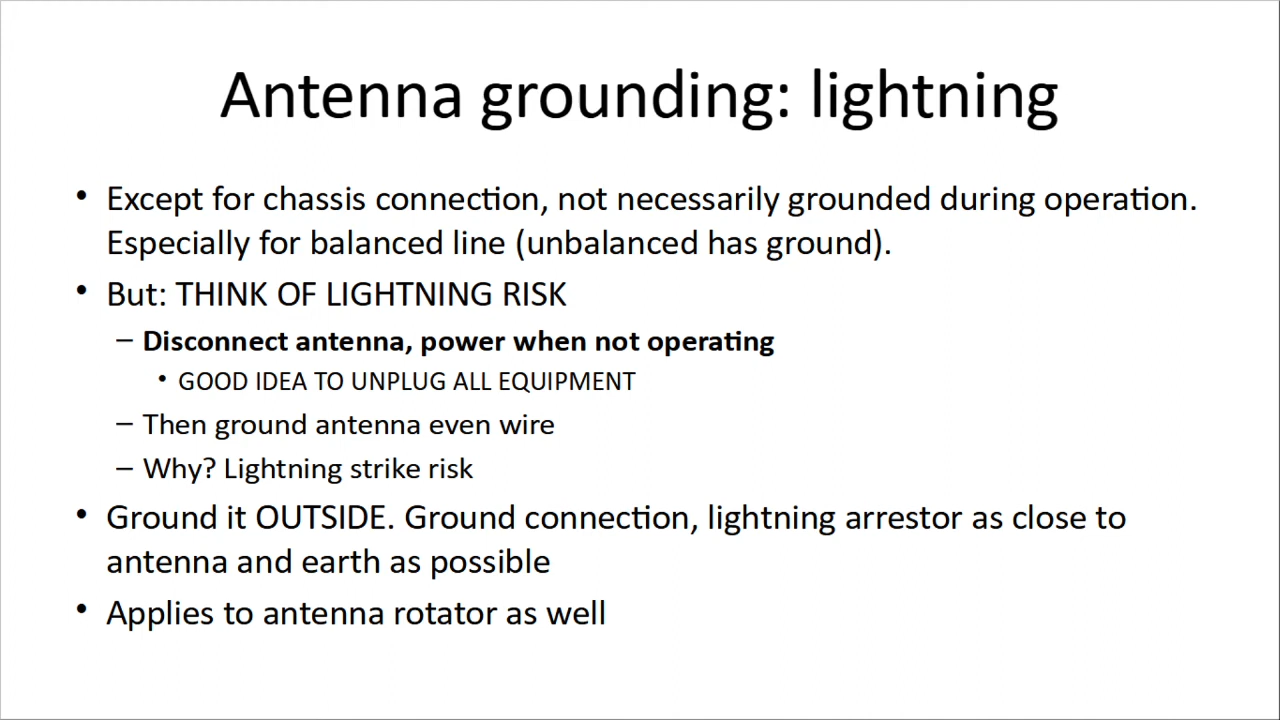 Antenna grounding: lightning
• Except for chassis connection, not necessarily grounded during operation.
Especially for balanced line (unbalanced has ground).
• But: THINK OF LIGHTNING RISK
– Disconnect antenna, power when not operating
• GOOD IDEA TO UNPLUG ALL EQUIPMENT
– Then ground antenna even wire
– Why? Lightning strike risk
• Ground it OUTSIDE. Ground connection, lightning arrestor as close to
antenna and earth as possible
• Applies to antenna rotator as well